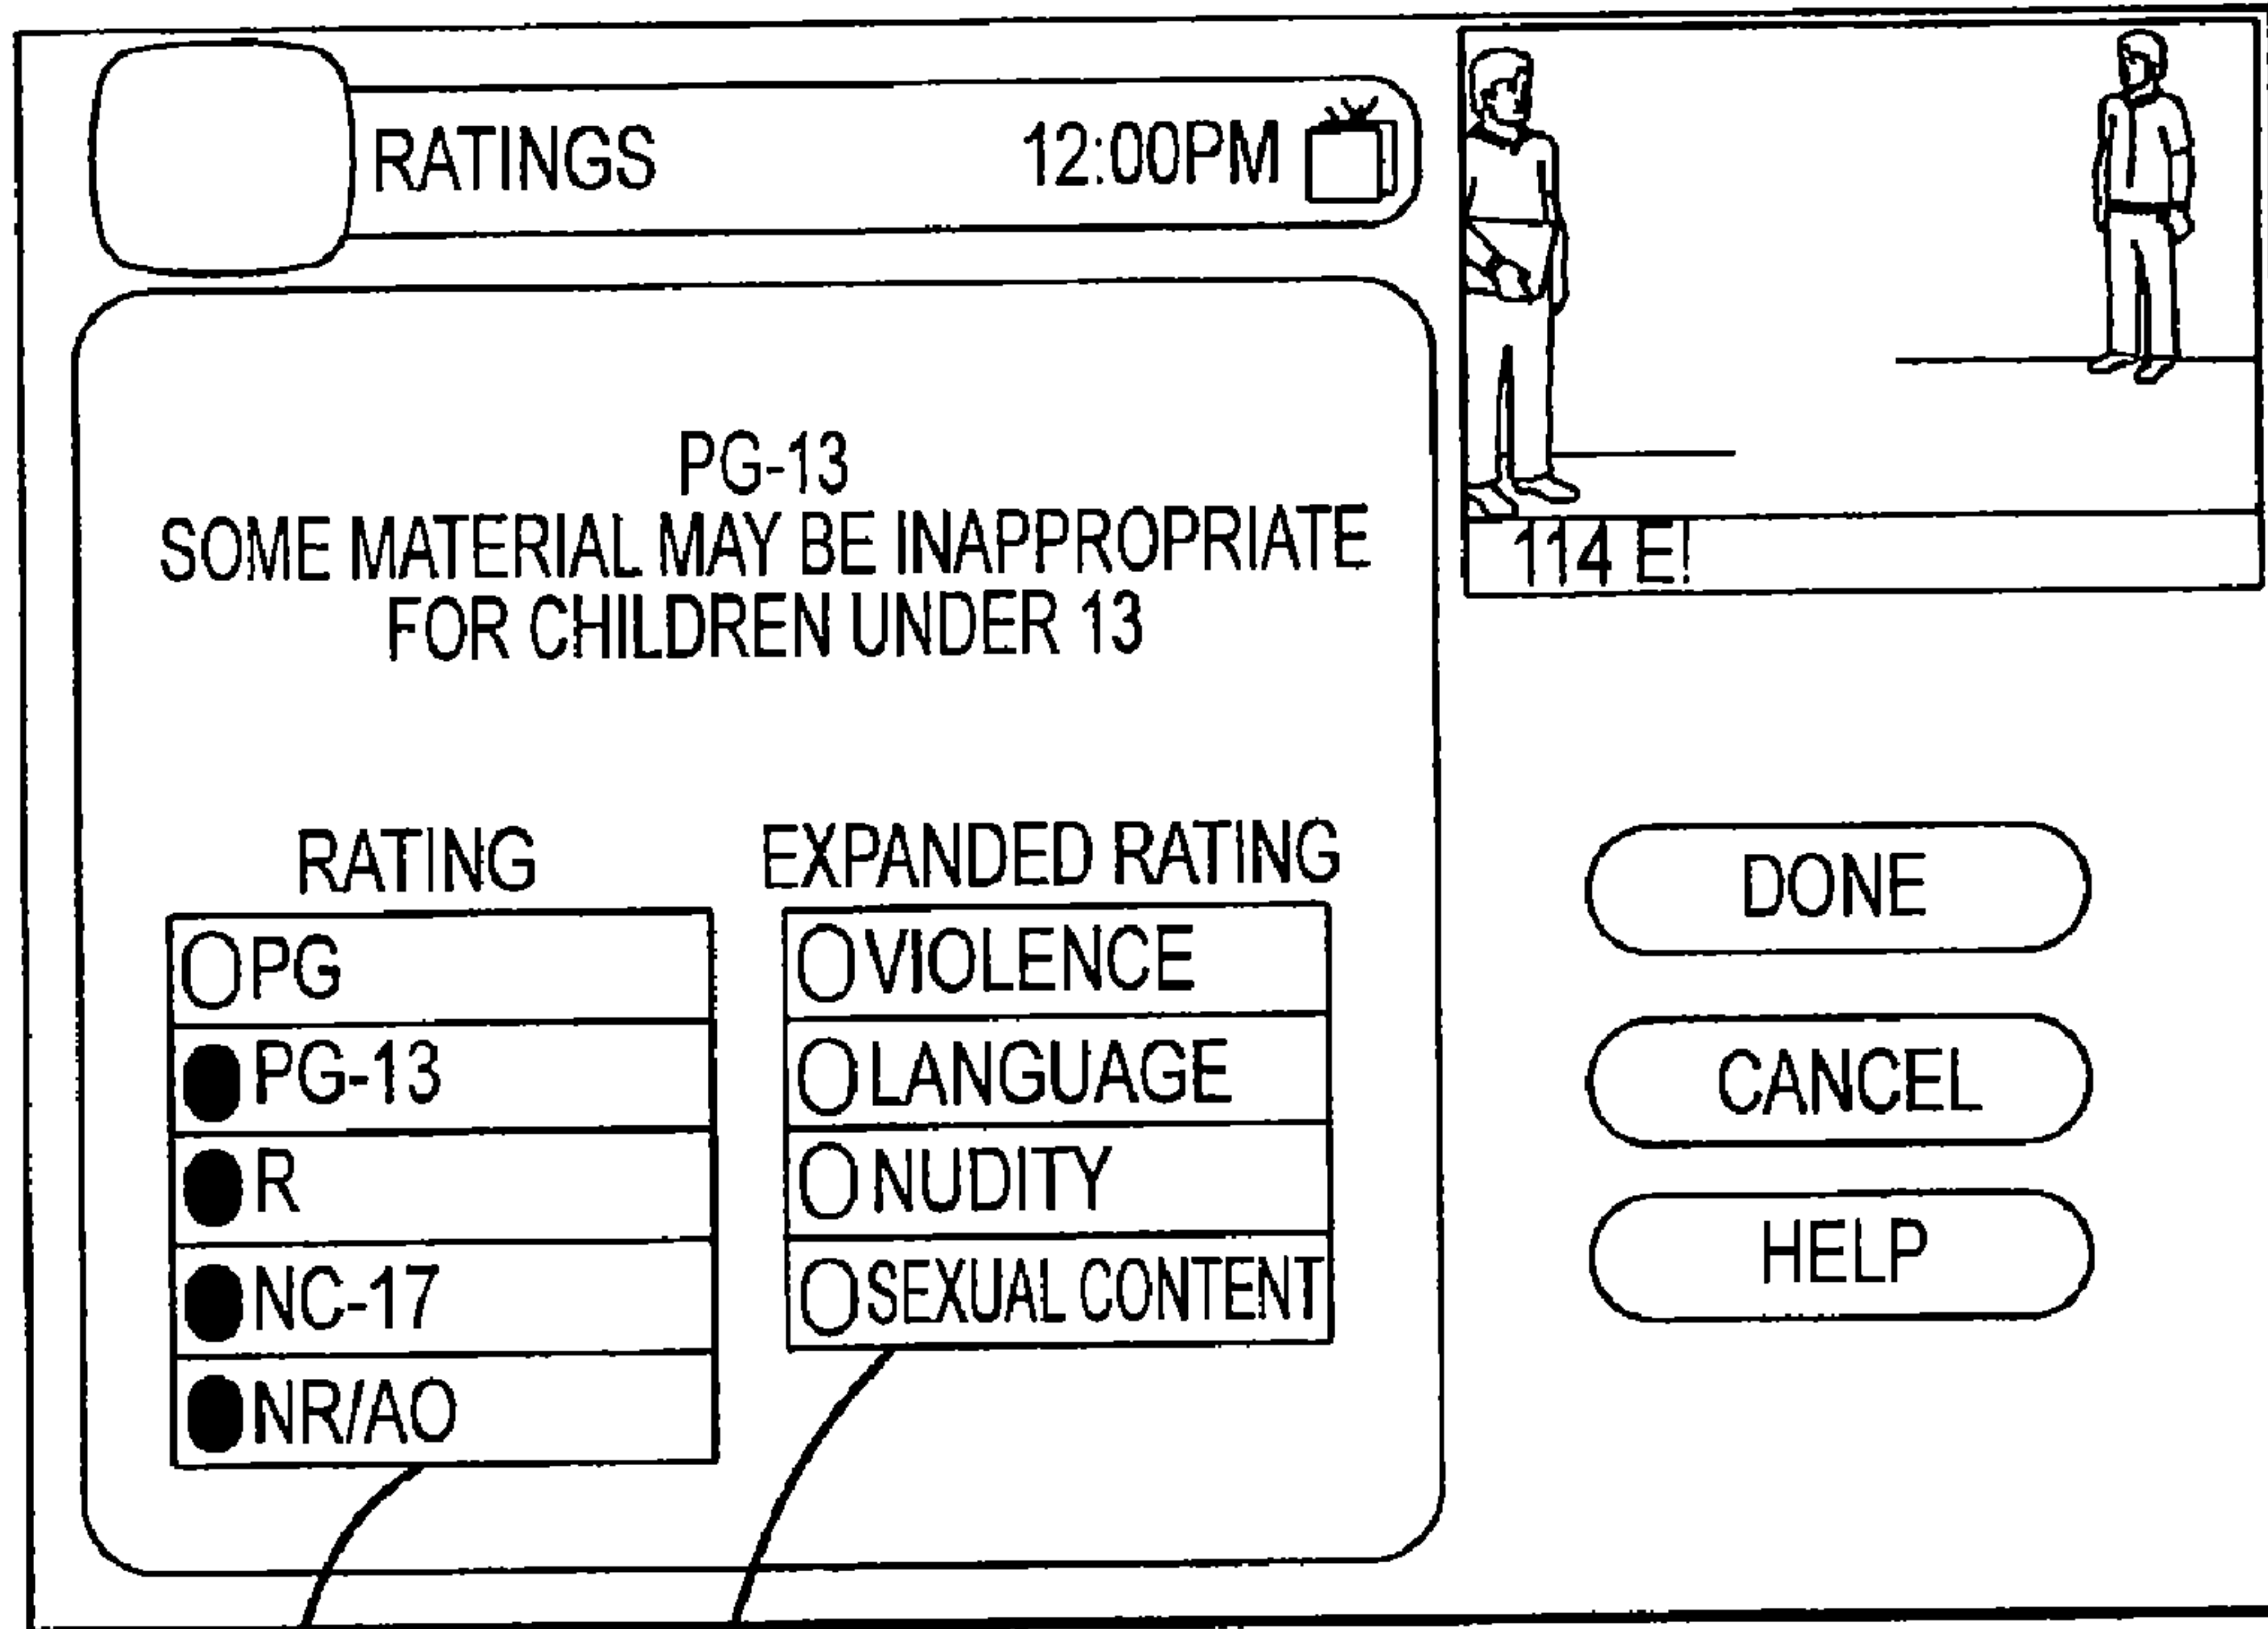 RATINGS 12:00PM
PG-13
SOME MATERIAL MAY BE INAPPROPRIATE
FOR CHILDREN UNDER 13
RATING
PG
PG-13
R
NC-17
NR/AO
EXPANDED RATING
VIOLENCE
LANGUAGE
NUDITY
SEXUAL CONTENT
114 E!
DONE
CANCEL
HELP